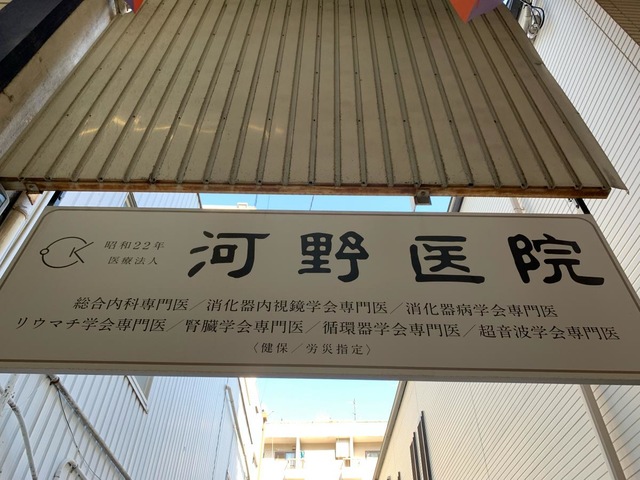 K
昭和22年
医療法人
河野医院
総合内科専門医／消化器内視鏡学会専門医／消化器病学会専門医
リウマチ学会専門医／腎臓学会専門医／循環器学会専門医／超音波学会専門医
〈健保／労災指定〉